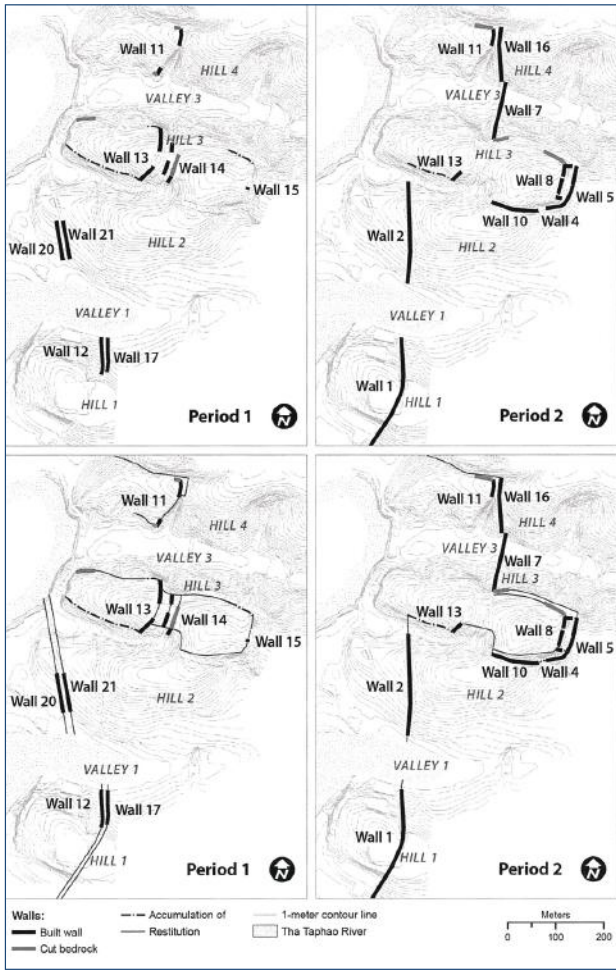 Wall 11
HILL 4
VALLEY 3
HILL 3
Wall 13
Wall 14
Wall 15
Wall 21
Wall 20
HILL 2
VALLEY 1
Wall 12
Wall 17
HILL 1
Period 1
N
Wall 11
Wall 16
HILL 4
VALLEY 3
Wall 7
HILL 3
Wall 13
Wall 8
Wall 5
Wall 10
Wall 4
Wall 2
HILL 2
VALLEY 1
Wall 1
HILL 1
Period 2
N
Wall 11
HILL 4
VALLEY 3
HILL 3
Wall 13
Wall 14
Wall 15
Wall 21
Wall 20
HILL 2
VALLEY 1
Wall 12
Wall 17
HILL 1
Period 1
N
Wall 11
Wall 16
HILL 4
VALLEY 3
Wall 7
HILL 3
Wall 13
Wall 8
Wall 5
Wall 10
Wall 4
Wall 2
HILL 2
VALLEY 1
Wall 1
HILL 1
Period 2
N
Walls:
Built wall
Cut bedrock
Accumulation of
Restitution
1-meter contour line
Tha Taphao River
Meters
0 100 200